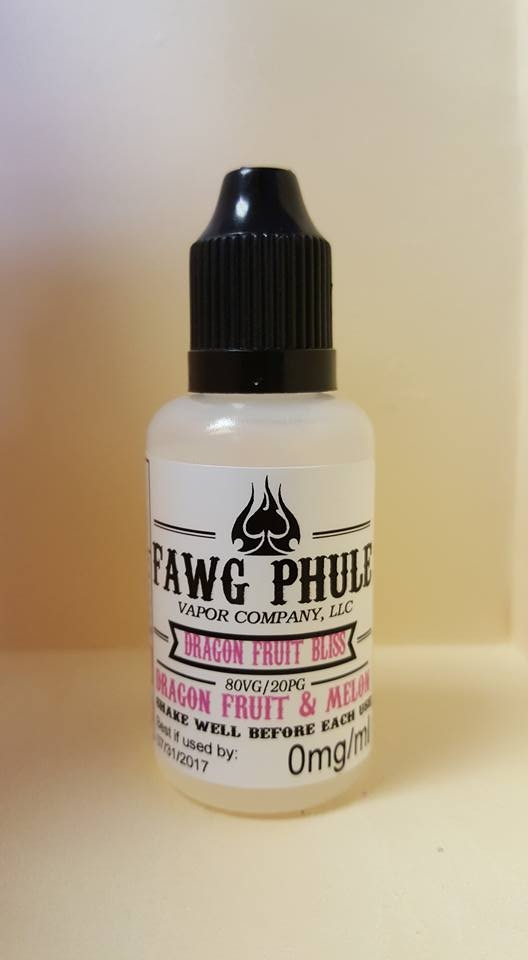 FAWG PHULE
VAPOR COMPANY, LLC
DRAGON FRUIT BLISS
80VG/20PG
DRAGON FRUIT & MELON
SHAKE WELL BEFORE EACH USE
Best if used by:
07/31/2017
0mg/ml